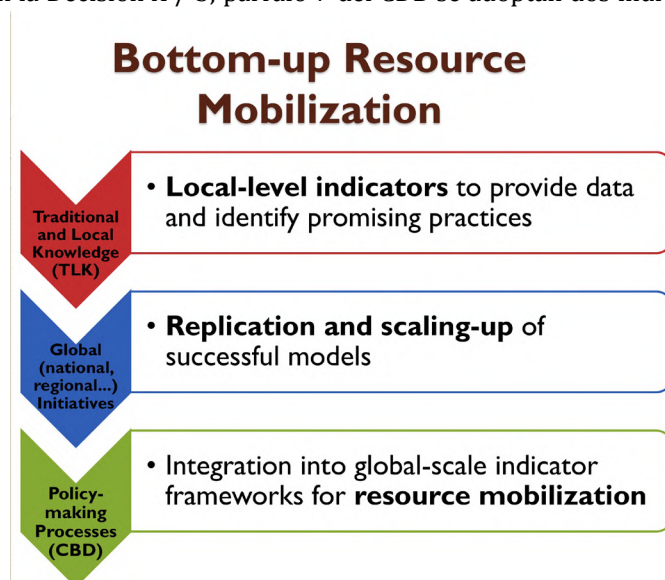 Bottom-up Resource
Mobilization
Traditional
and Local
Knowledge
(TLK)
• Local-level indicators to provide data
and identify promising practices
Global
(national,
regional...)
Initiatives
• Replication and scaling-up of
successful models
Policy-
making
Processes
(CBD)
• Integration into global-scale indicator
frameworks for resource mobilization